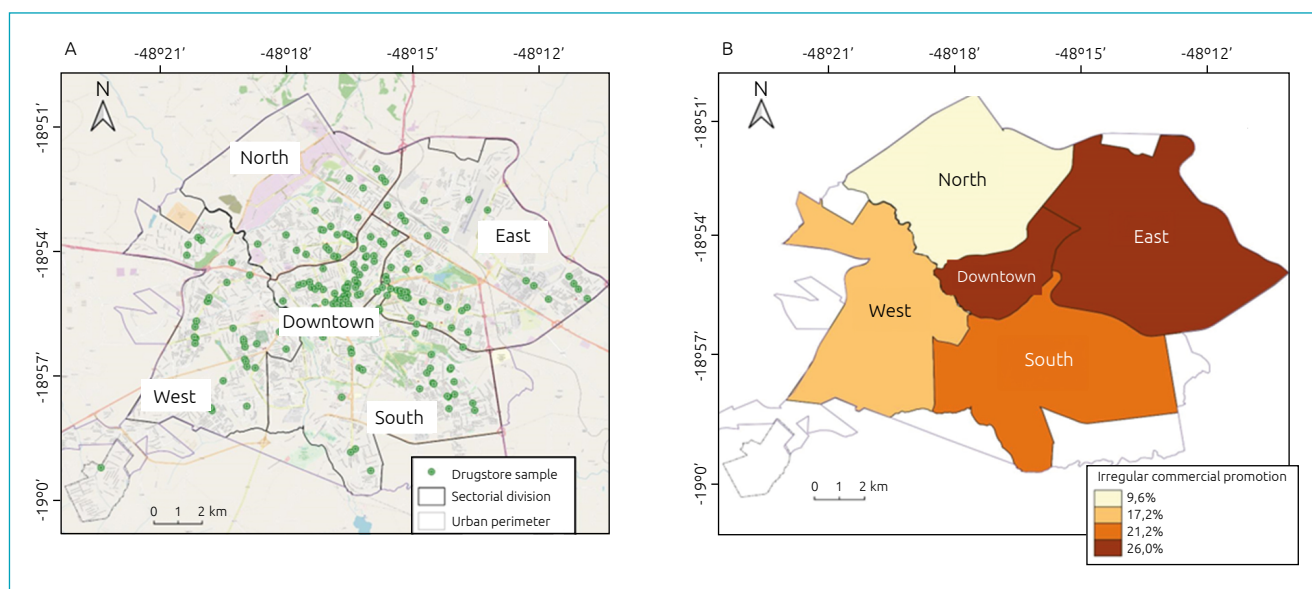 A
-48º21’ -48º18’ -48º15’ -48º12’
-18º51’
-18º54’
-18º57’
-19º0’
N
North
East
Downtown
West
South
0 1 2 km
Drugstore sample
Sectorial division
Urban perimeter
B
-48º21’ -48º18’ -48º15’ -48º12’
-18º51’
-18º54’
-18º57’
-19º0’
N
North
East
Downtown
West
South
0 1 2 km
Irregular commercial promotion
9,6%
17,2%
21,2%
26,0%